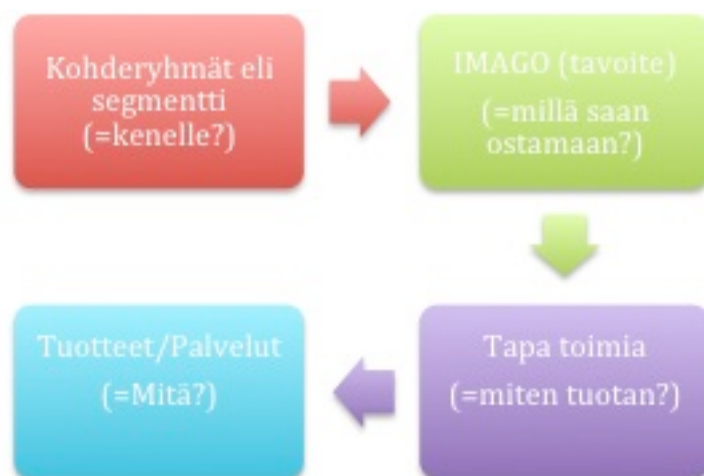 Kohderyhmät eli
segmentti
(=kenelle?)
IMAGO (tavoite)
(=millä saan
ostamaan?)
Tapa toimia
(=miten tuotan?)
Tuotteet/Palvelut
(=Mitä?)